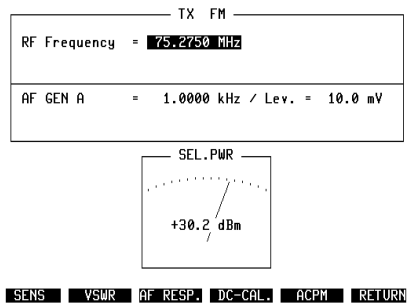 TX FM
RF Frequency = 75.2750 MHz
AF GEN A = 1.0000 kHz / Lev. = 10.0 mV
SEL.PWR
+30.2 dBm
SENS VSWR AF RESP. DC-CAL. ACPM RETURN